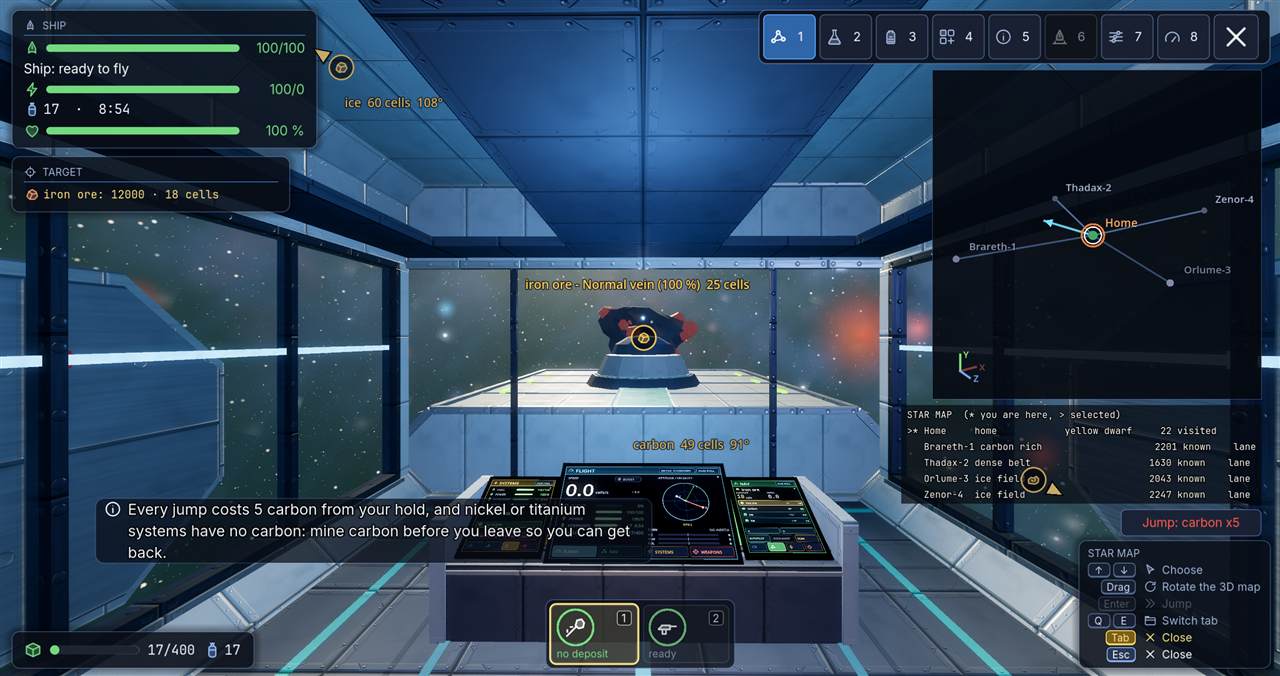 SHIP
100/100
Ship: ready to fly
100/0
17 · 8:54
100 %
TARGET
iron ore: 12000 · 18 cells
ice 60 cells 108°
1
2
3
4
5
6
7
8
Thadax-2
Zenor-4
Home
Brareth-1
Orlume-3
Y
X
Z
iron ore - Normal vein (100 %) 25 cells
carbon 49 cells 91°
STAR MAP (* you are here, > selected)
>* Home home yellow dwarf 22 visited
Brareth-1 carbon rich 2201 known lane
Thadax-2 dense belt 1630 known lane
Orlume-3 ice 2043 known lane
Zenor-4 ice field 2247 known lane
Jump: carbon x5
FLIGHT
SYSTEMS
0.0
SYSTEMS
WEAPONS
Every jump costs 5 carbon from your hold, and nickel or titanium
systems have no carbon: mine carbon before you leave so you can get
back.
STAR MAP
↑ ↓ Choose
Drag Rotate the 3D map
Enter Jump
Q E Switch tab
Tab Close
Esc Close
1
no deposit
2
ready
17/400 17